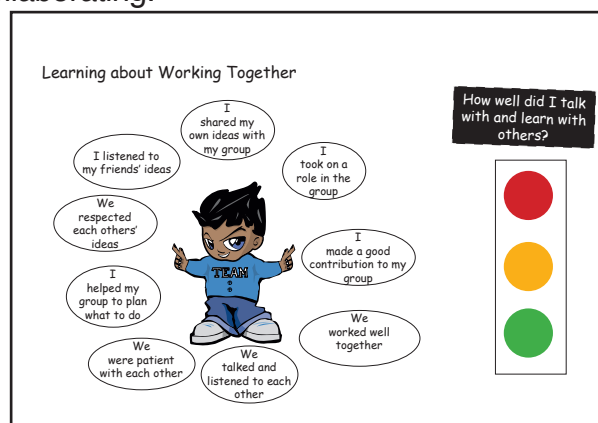 Learning about Working Together
I
shared my
own ideas with
my group
I
took on a
role in the
group
I
made a good
contribution to my
group
We
worked well
together
We
talked and
listened to each
other
We
were patient
with each other
I
helped my
group to plan
what to do
We
respected
each others'
ideas
I listened to
my friends' ideas
TEAM
How well did I talk
with and learn with
others?